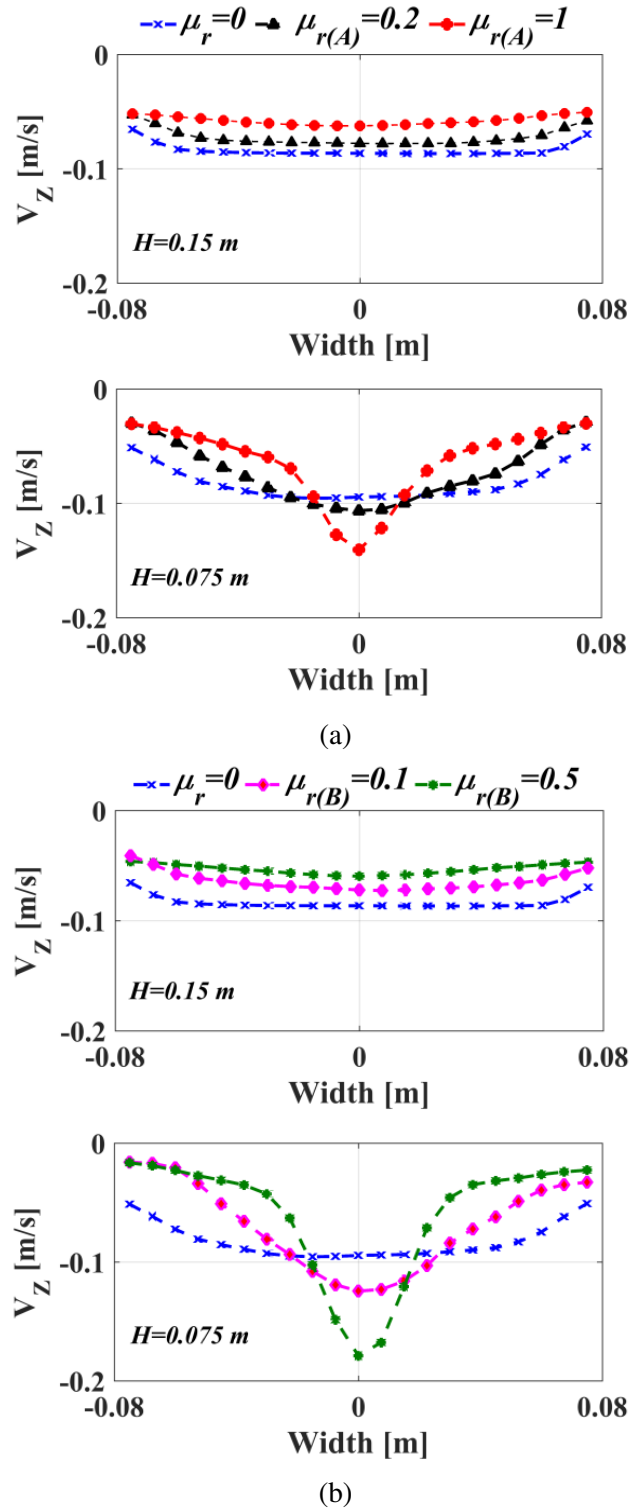 μr=0 μr(A)=0.2 μr(A)=1
0
-0.1
-0.2
VZ [m/s]
H=0.15 m
-0.08 0 0.08
Width [m]
0
-0.1
-0.2
VZ [m/s]
H=0.075 m
-0.08 0 0.08
Width [m]
(a)
μr=0 μr(B)=0.1 μr(B)=0.5
0
-0.1
-0.2
VZ [m/s]
H=0.15 m
-0.08 0 0.08
Width [m]
0
-0.1
-0.2
VZ [m/s]
H=0.075 m
-0.08 0 0.08
Width [m]
(b)